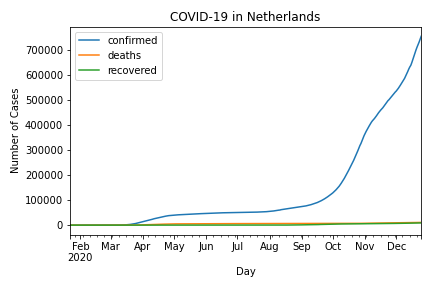 COVID-19 in Netherlands
confirmed
deaths
recovered
Number of Cases
700000
600000
500000
400000
300000
200000
100000
0
Feb Mar Apr May Jun Jul Aug Sep Oct Nov Dec
2020
Day